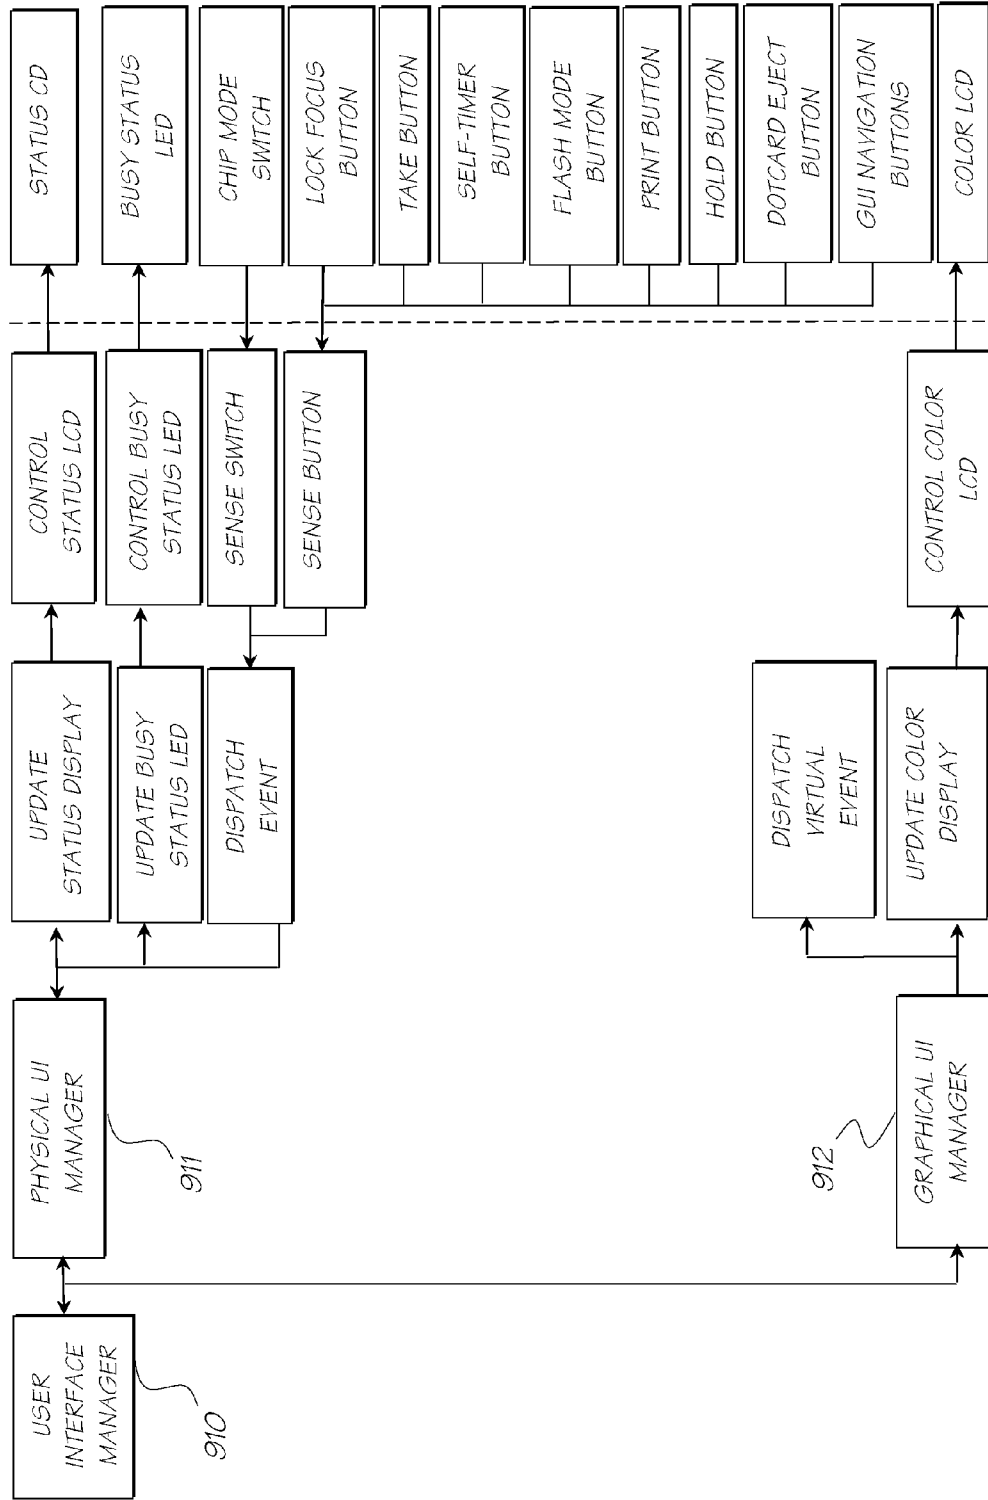 USER
INTERFACE
MANAGER
910
PHYSICAL UI
MANAGER
911
GRAPHICAL UI
MANAGER
912
UPDATE
STATUS DISPLAY
UPDATE BUSY
STATUS LED
DISPATCH
EVENT
DISPATCH
VIRTUAL
EVENT
UPDATE COLOR
DISPLAY
CONTROL
STATUS LCD
CONTROL BUSY
STATUS LED
SENSE SWITCH
SENSE BUTTON
CONTROL COLOR
LCD
STATUS CD
BUSY STATUS
LED
CHIP MODE
SWITCH
LOCK FOCUS
BUTTON
TAKE BUTTON
SELF-TIMER
BUTTON
FLASH MODE
BUTTON
PRINT BUTTON
HOLD BUTTON
DOTCARD EJECT
BUTTON
GUI NAVIGATION
BUTTONS
COLOR LCD